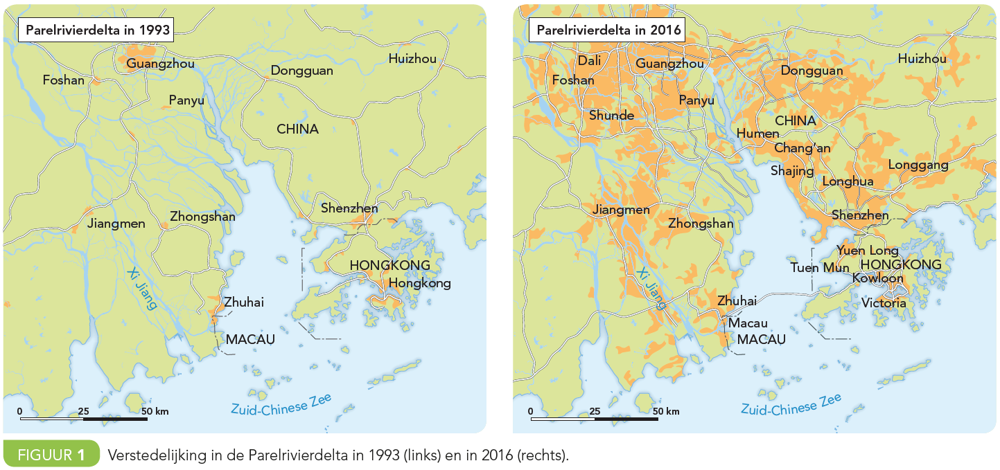 Parelrivierdelta in 1993
Huizhou
Guangzhou
Dongguan
Foshan
Panyu
CHINA
Shenzhen
Zhongshan
Jiangmen
HONGKONG
Xi Jiang
Hongkong
Zhuhai
MACAU
Zuid-Chinese Zee
0 25 50 km
Parelrivierdelta in 2016
Dali
Huizhou
Guangzhou
Dongguan
Foshan
Panyu
Shunde
CHINA
Humen
Chang'an
Shajing
Longgang
Longhua
Jiangmen
Shenzhen
Zhongshan
Yuen Long
Tuen Mun
HONGKONG
Kowloon
Xi Jiang
Zhuhai
Victoria
Macau
MACAU
Zuid-Chinese Zee
0 25 50 km
FIGUUR 1 Verstedelijking in de Parelrivierdelta in 1993 (links) en in 2016 (rechts).